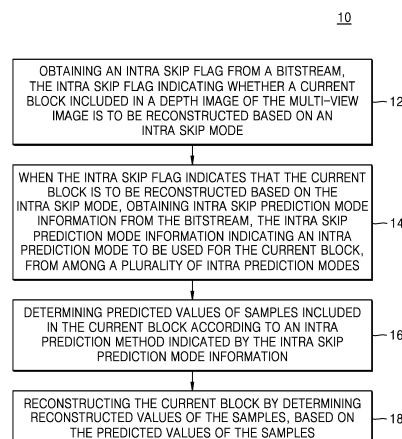 10
OBTAINING AN INTRA SKIP FLAG FROM A BITSTREAM,
THE INTRA SKIP FLAG INDICATING WHETHER A CURRENT
BLOCK INCLUDED IN A DEPTH IMAGE OF THE MULTI-VIEW
IMAGE IS TO BE RECONSTRUCTED BASED ON AN
INTRA SKIP MODE
12
WHEN THE INTRA SKIP FLAG INDICATES THAT THE CURRENT
BLOCK IS TO BE RECONSTRUCTED BASED ON THE
INTRA SKIP MODE, OBTAINING INTRA SKIP PREDICTION MODE
INFORMATION FROM THE BITSTREAM, THE INTRA SKIP
PREDICTION MODE INFORMATION INDICATING AN INTRA
PREDICTION MODE TO BE USED FOR THE CURRENT BLOCK,
FROM AMONG A PLURALITY OF INTRA PREDICTION MODES
14
DETERMINING PREDICTED VALUES OF SAMPLES INCLUDED
IN THE CURRENT BLOCK ACCORDING TO AN INTRA
PREDICTION METHOD INDICATED BY THE INTRA SKIP
PREDICTION MODE INFORMATION
16
RECONSTRUCTING THE CURRENT BLOCK BY DETERMINING
RECONSTRUCTED VALUES OF THE SAMPLES, BASED ON
THE PREDICTED VALUES OF THE SAMPLES
18